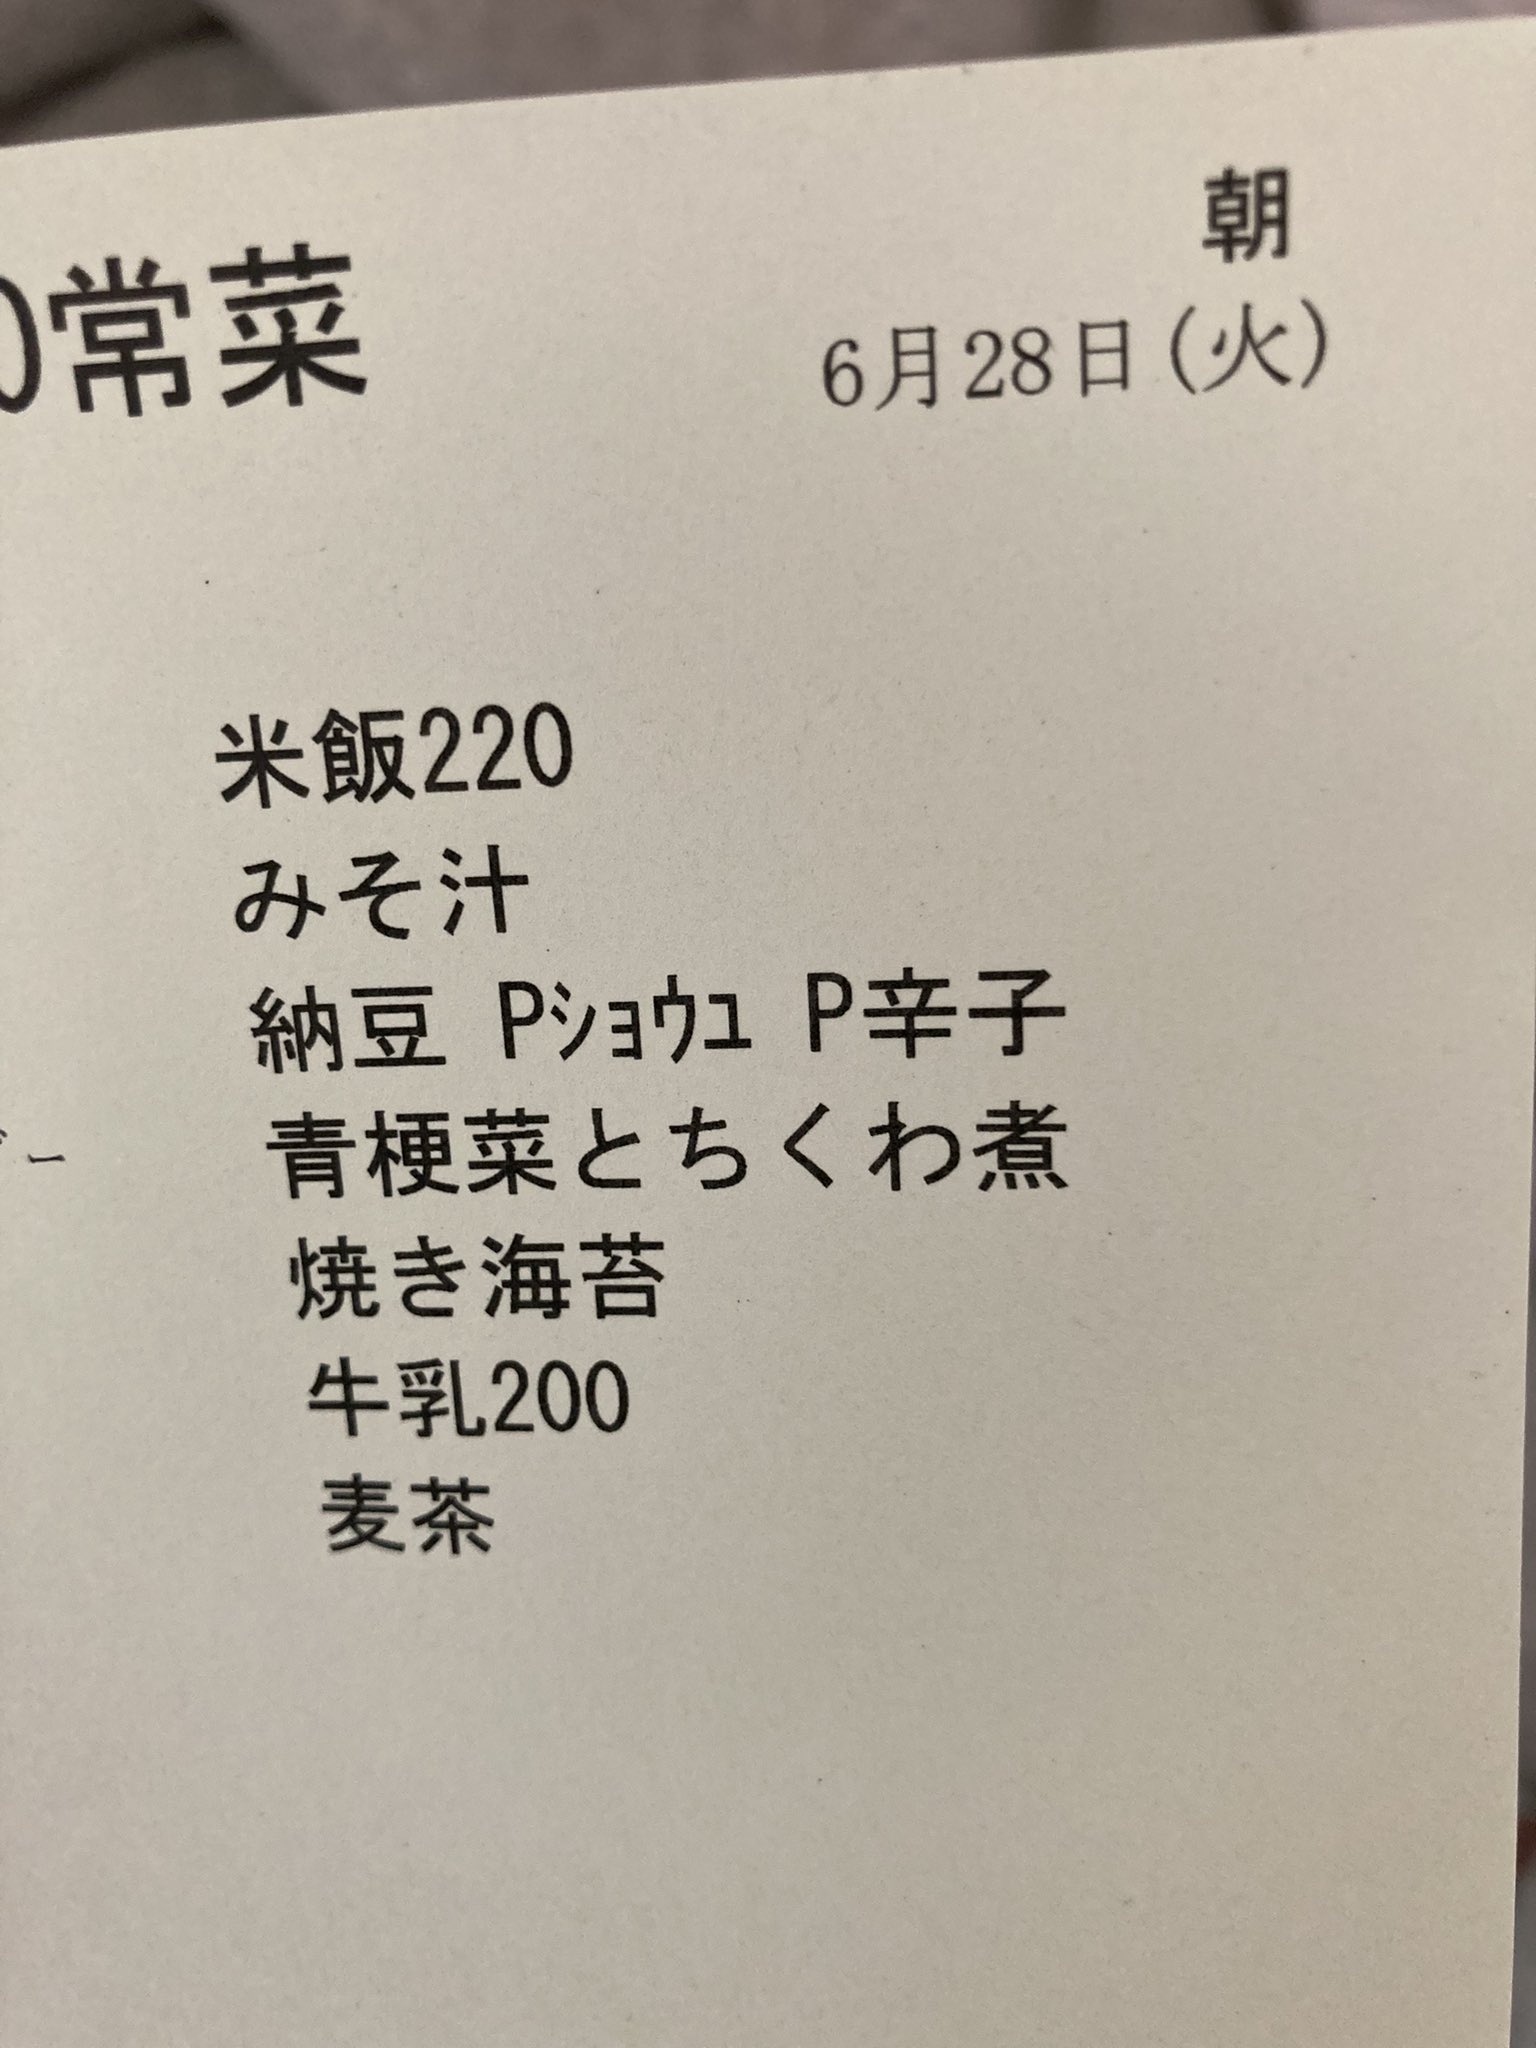 朝
0常菜
6月28日(火)
米飯220
みそ汁
納豆 Pｼｮｳﾕ P辛子
青梗菜とちくわ煮
焼き海苔
牛乳200
麦茶